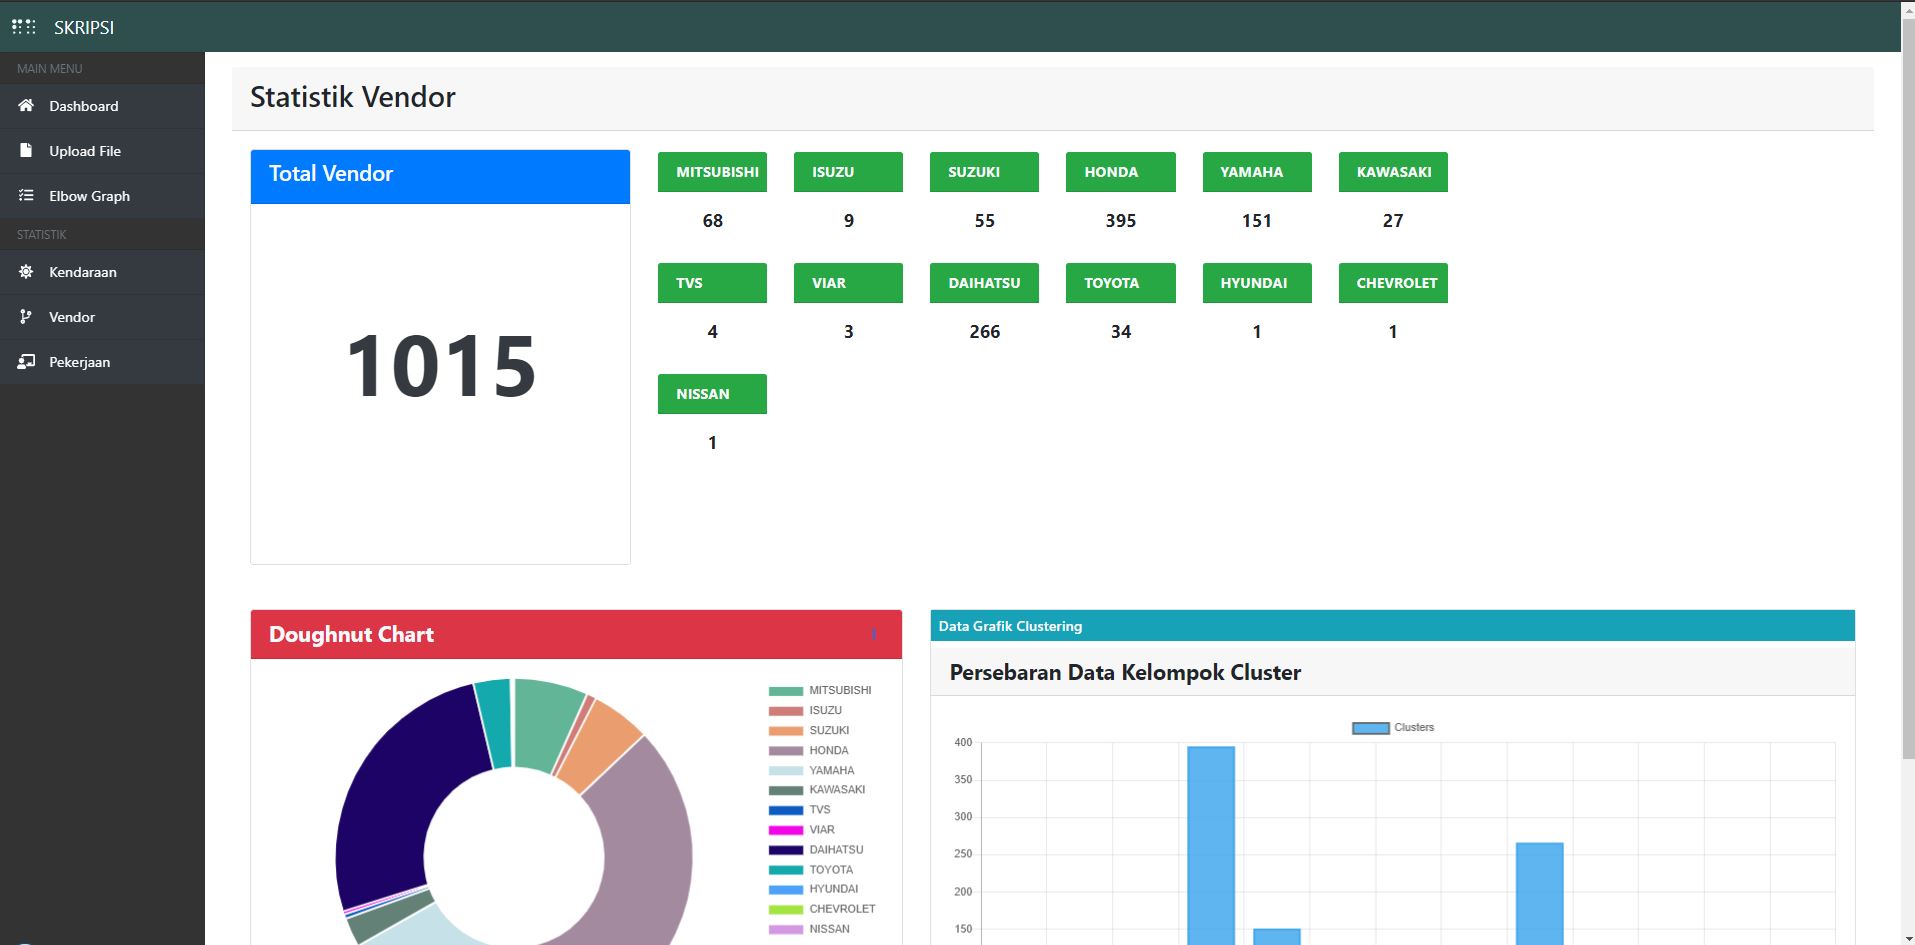 SKRIPSI
MAIN MENU
Dashboard
Upload File
Elbow Graph
STATISTIK
Kendaraan
Vendor
Pekerjaan
Statistik Vendor
Total Vendor
1015
MITSUBISHI ISUZU SUZUKI HONDA YAMAHA KAWASAKI
68 9 55 395 151 27
TVS VIAR DAIHATSU TOYOTA HYUNDAI CHEVROLET
4 3 266 34 1 1
NISSAN
1
Doughnut Chart
MITSUBISHI
ISUZU
SUZUKI
HONDA
YAMAHA
KAWASAKI
TVS
VIAR
DAIHATSU
TOYOTA
HYUNDAI
CHEVROLET
NISSAN
Data Grafik Clustering
Persebaran Data Kelompok Cluster
Clusters
400
350
300
250
200
150